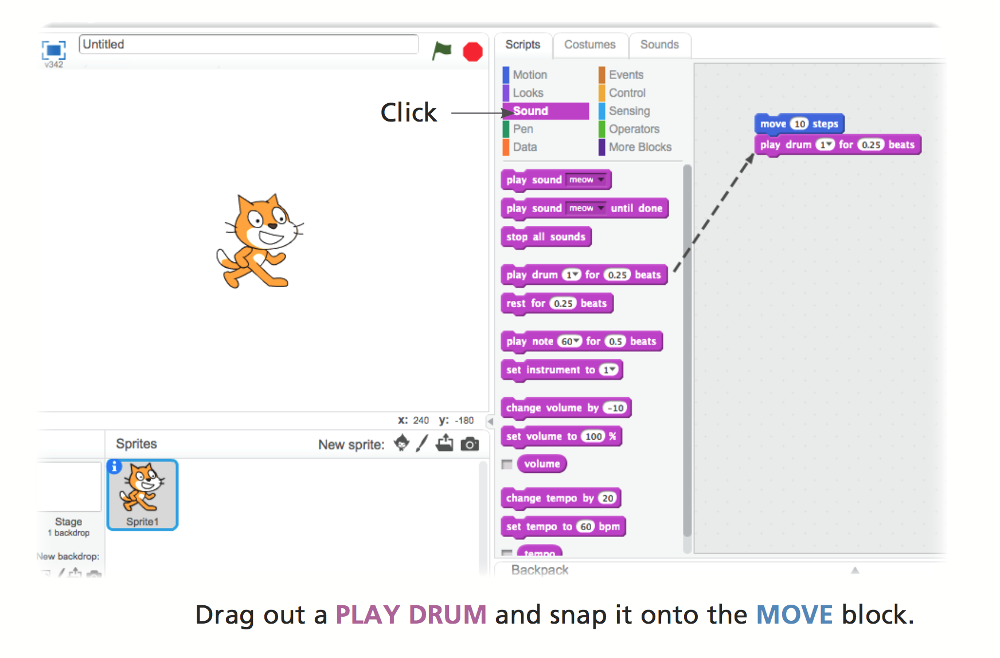 Untitled
v342
Scripts
Costumes
Sounds
Motion
Events
Looks
Control
Click
Sound
Sensing
Pen
Operators
Data
More Blocks
move 10 steps
play drum 1 for 0.25 beats
play sound meow
play sound meow until done
stop all sounds
play drum 1 for 0.25 beats
rest for 0.25 beats
play note 60 for 0.5 beats
set instrument to 1
change volume by -10
set volume to 100 %
volume
change tempo by 20
set tempo to 60 bpm
tempo
x: 240 y: -180
Sprites
New sprite:
i
Sprite1
Stage
1 backdrop
New backdrop:
Backpack
Drag out a PLAY DRUM and snap it onto the MOVE block.